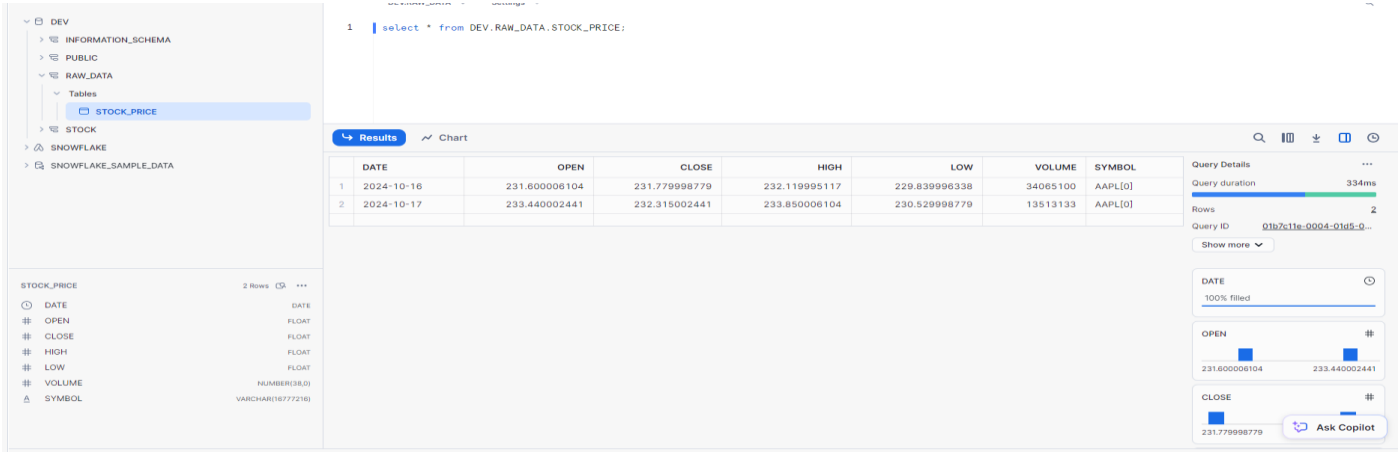 DEV
INFORMATION_SCHEMA
PUBLIC
RAW_DATA
Tables
STOCK_PRICE
STOCK
SNOWFLAKE
SNOWFLAKE_SAMPLE_DATA
STOCK_PRICE 2 Rows
DATE DATE
OPEN FLOAT
CLOSE FLOAT
HIGH FLOAT
LOW FLOAT
VOLUME NUMBER(38,0)
SYMBOL VARCHAR(16777216)
DEV.RAW_DATA Settings
1 select * from DEV.RAW_DATA.STOCK_PRICE;
Results Chart
DATE OPEN CLOSE HIGH LOW VOLUME SYMBOL
1 2024-10-16 231.600006104 231.779998779 232.119995117 229.839996338 34065100 AAPL[0]
2 2024-10-17 233.440002441 232.315002441 233.850006104 230.529998779 13513133 AAPL[0]
Query Details
Query duration 334ms
Rows 2
Query ID 01b7c11e-0004-01d5-0...
Show more
DATE
100% filled
OPEN
231.600006104 233.440002441
CLOSE
231.779998779
Ask Copilot